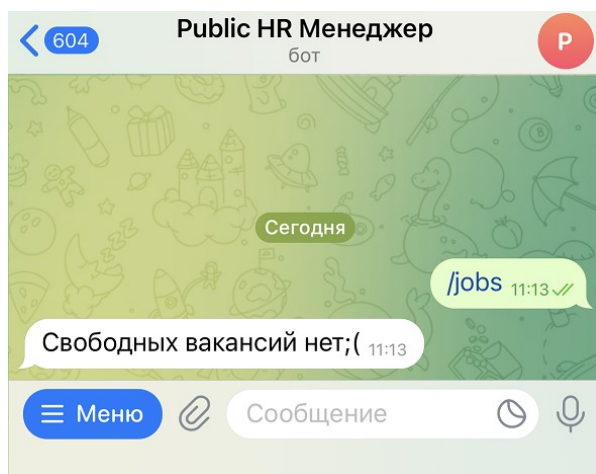 604
Public HR Менеджер
бот
P
Сегодня
/jobs 11:13
Свободных вакансий нет;( 11:13
Меню
Сообщение